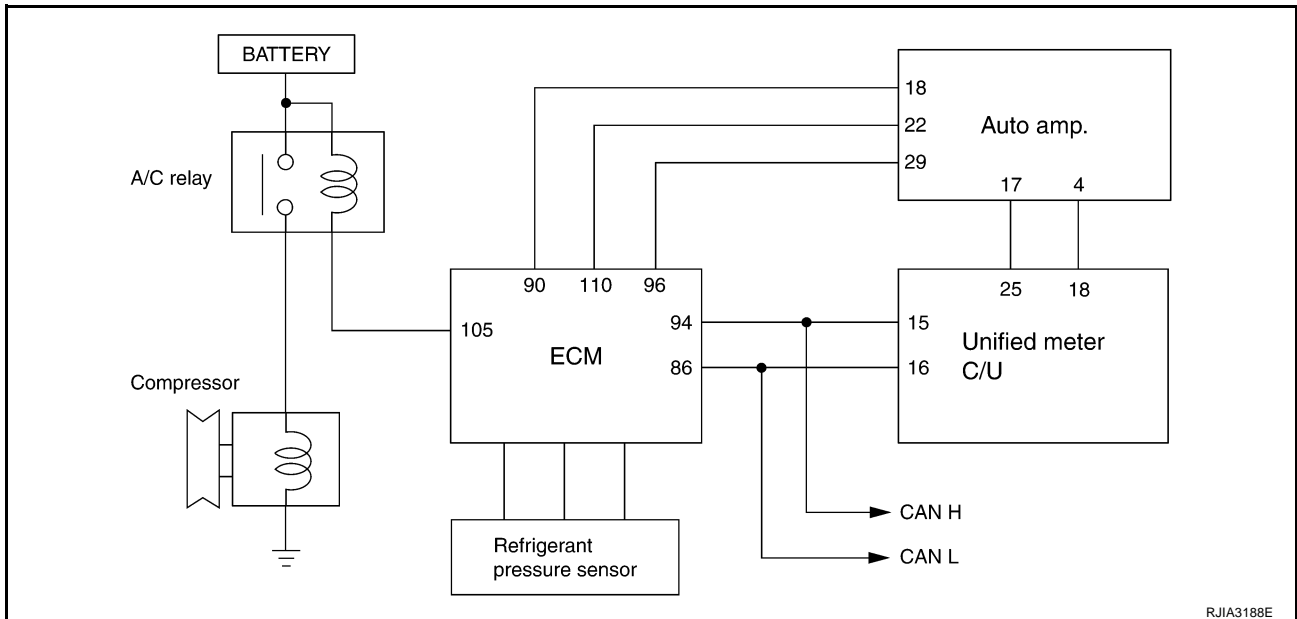 BATTERY
A/C relay
Compressor
18
22
29
Auto amp.
17 4
90 110 96
105
94
86
ECM
25 18
15
16
Unified meter
C/U
Refrigerant
pressure sensor
CAN H
CAN L
RJIA3188E